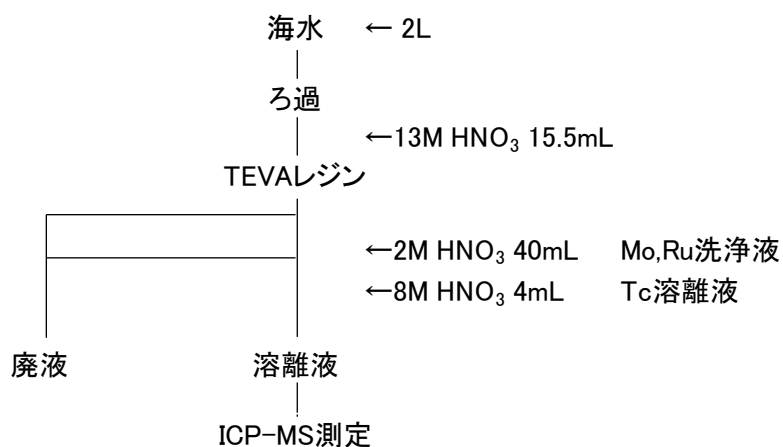 海水 ← 2L
ろ過
←13M HNO₃ 15.5mL
TEVAレジン
←2M HNO₃ 40mL Mo,Ru洗浄液
←8M HNO₃ 4mL Tc溶離液
廃液 溶離液
ICP-MS測定